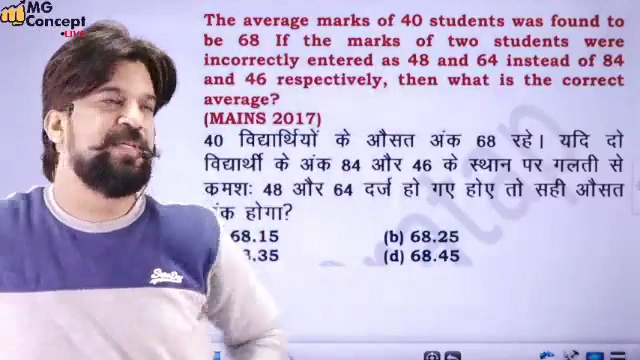 MG
Concept
LIVE
The average marks of 40 students was found to
be 68 If the marks of two students were
incorrectly entered as 48 and 64 instead of 84
and 46 respectively, then what is the correct
average?
(MAINS 2017)
40 विद्यार्थियों के औसत अंक 68 रहे। यदि दो
विद्यार्थी के अंक 84 और 46 के स्थान पर गलती से
क्रमशः 48 और 64 दर्ज हो गए होए तो सही औसत
अंक होगा?
68.15 (b) 68.25
.35 (d) 68.45